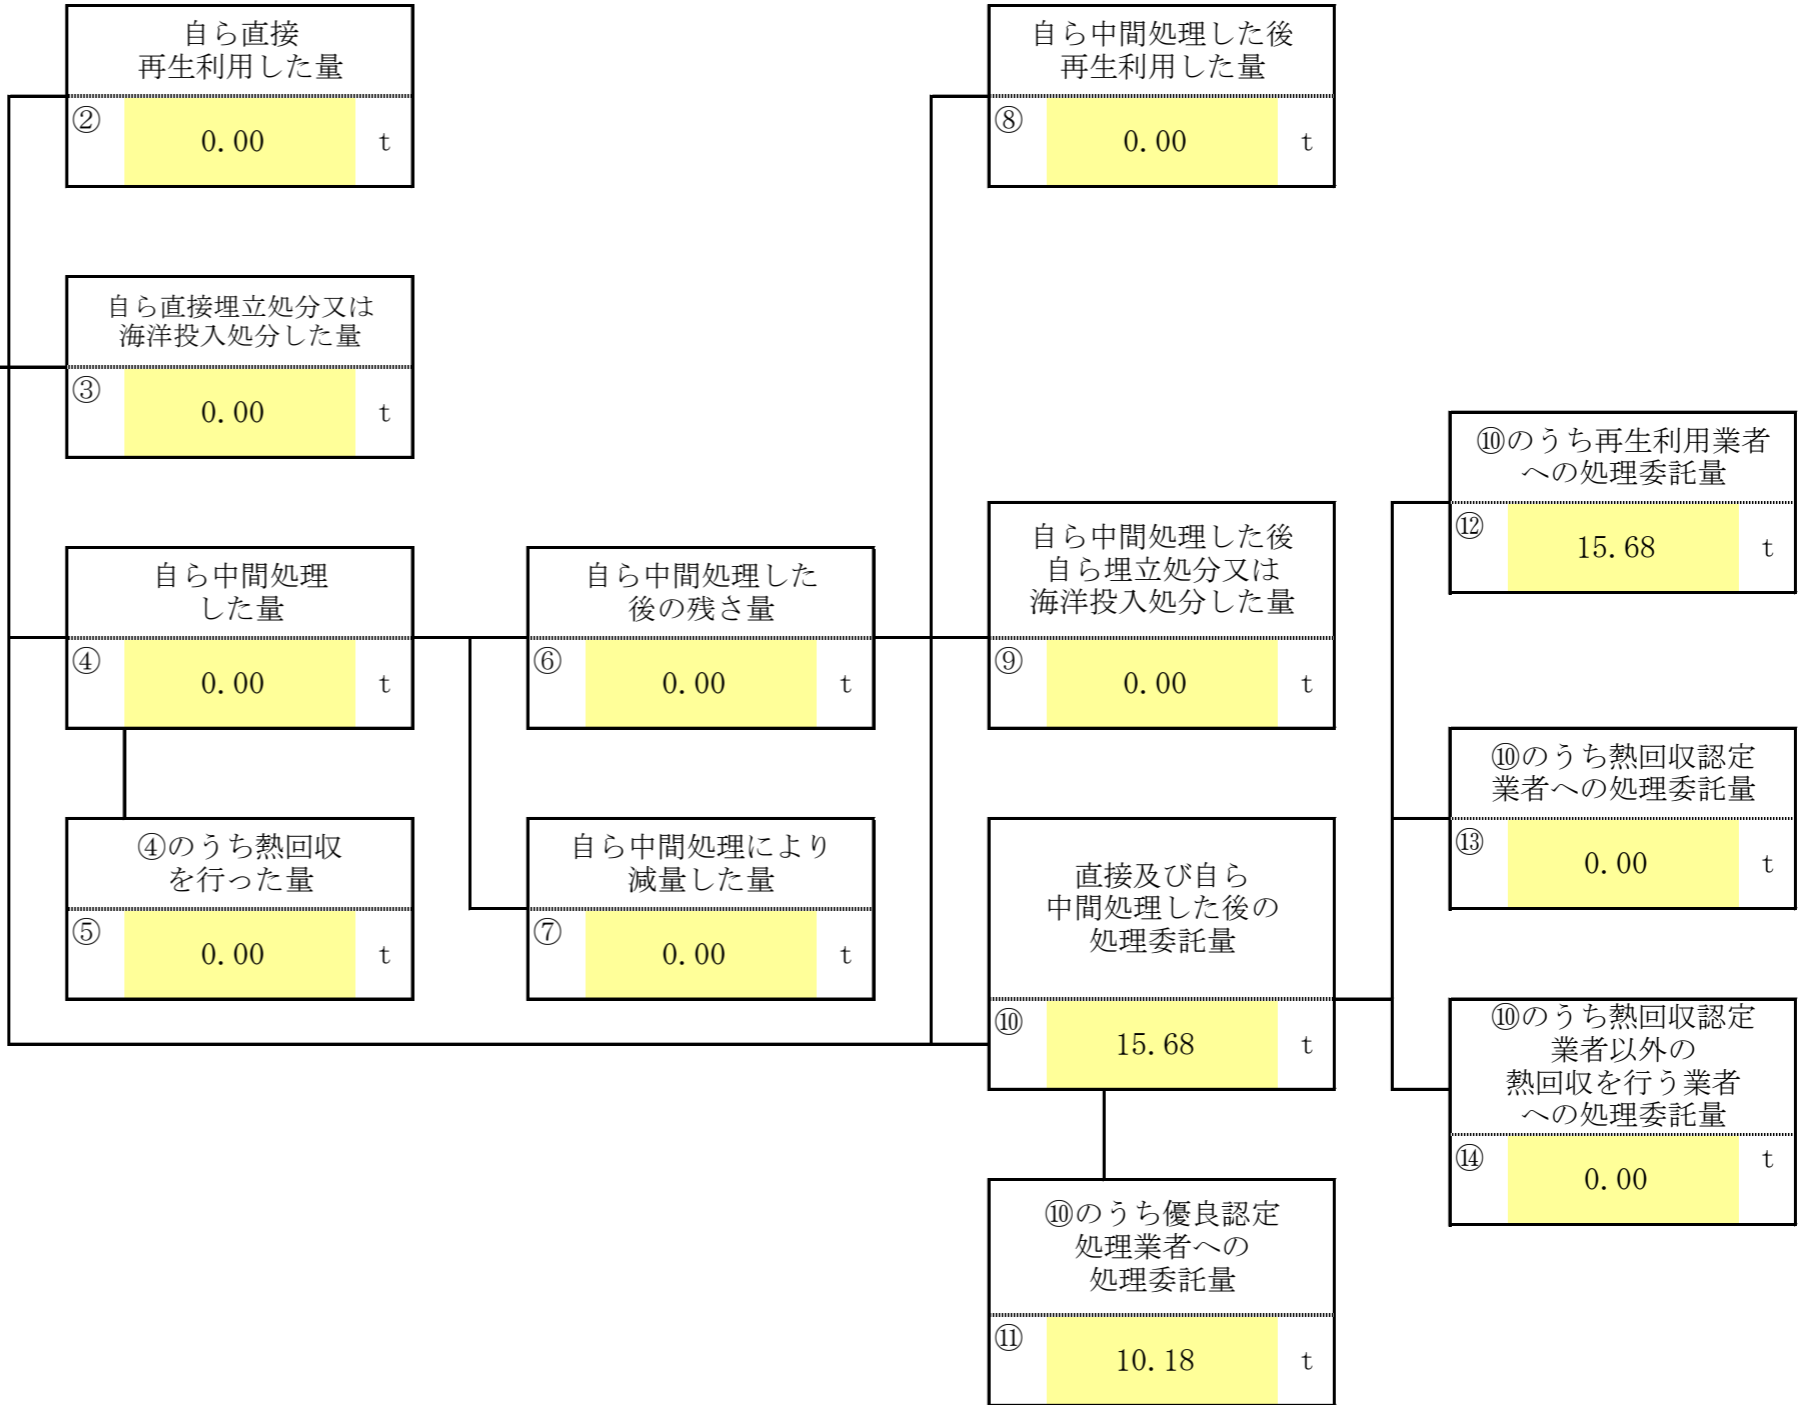 自ら直接
再生利用した量
② 0.00 t
自ら中間処理した後
再生利用した量
⑧ 0.00 t
自ら直接埋立処分又は
海洋投入処分した量
③ 0.00 t
⑩のうち再生利用業者
への処理委託量
⑫ 15.68 t
自ら中間処理
した量
④ 0.00 t
自ら中間処理した
後の残さ量
⑥ 0.00 t
自ら中間処理した後
自ら埋立処分又は
海洋投入処分した量
⑨ 0.00 t
⑩のうち熱回収認定
業者への処理委託量
⑬ 0.00 t
④のうち熱回収
を行った量
⑤ 0.00 t
自ら中間処理により
減量した量
⑦ 0.00 t
直接及び自ら
中間処理した後の
処理委託量
⑩ 15.68 t
⑩のうち熱回収認定
業者以外の
熱回収を行う業者
への処理委託量
⑭ 0.00 t
⑩のうち優良認定
処理業者への
処理委託量
⑪ 10.18 t